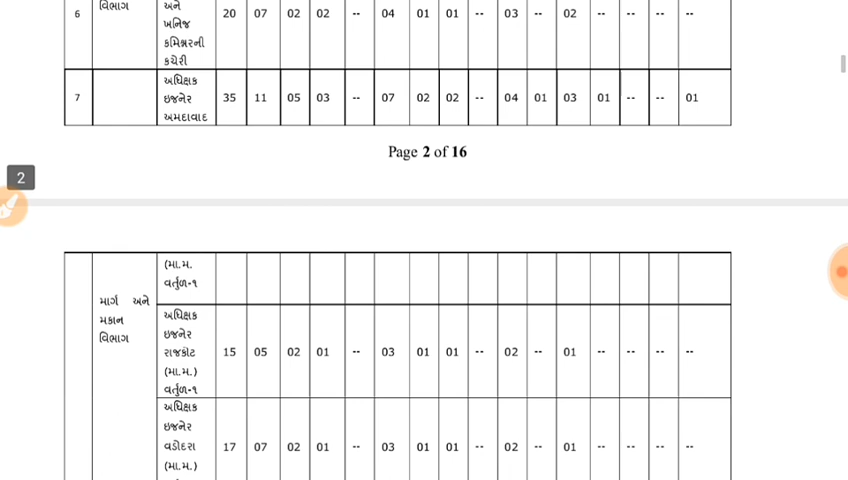 વિભાગ
6
અને
ખનિજ
કમિશ્નરની
કચેરી
20 07 02 02 -- 04 01 01 -- 03 -- 02 -- -- -- --
7
અધિક્ષક
ઇજનેર
અમદાવાદ
35 11 05 03 -- 07 02 02 -- 04 01 03 01 -- -- 01
Page 2 of 16
2
(મા.મ.
વર્તુળ-૧
માર્ગ અને
મકાન
વિભાગ
અધિક્ષક
ઇજનેર
રાજકોટ
(મા.મ.)
વર્તુળ-૧
15 05 02 01 -- 03 01 01 -- 02 -- 01 -- -- -- --
અધિક્ષક
ઇજનેર
વડોદરા
(મા.મ.)
17 07 02 01 -- 03 01 01 -- 02 -- 01 -- -- -- --